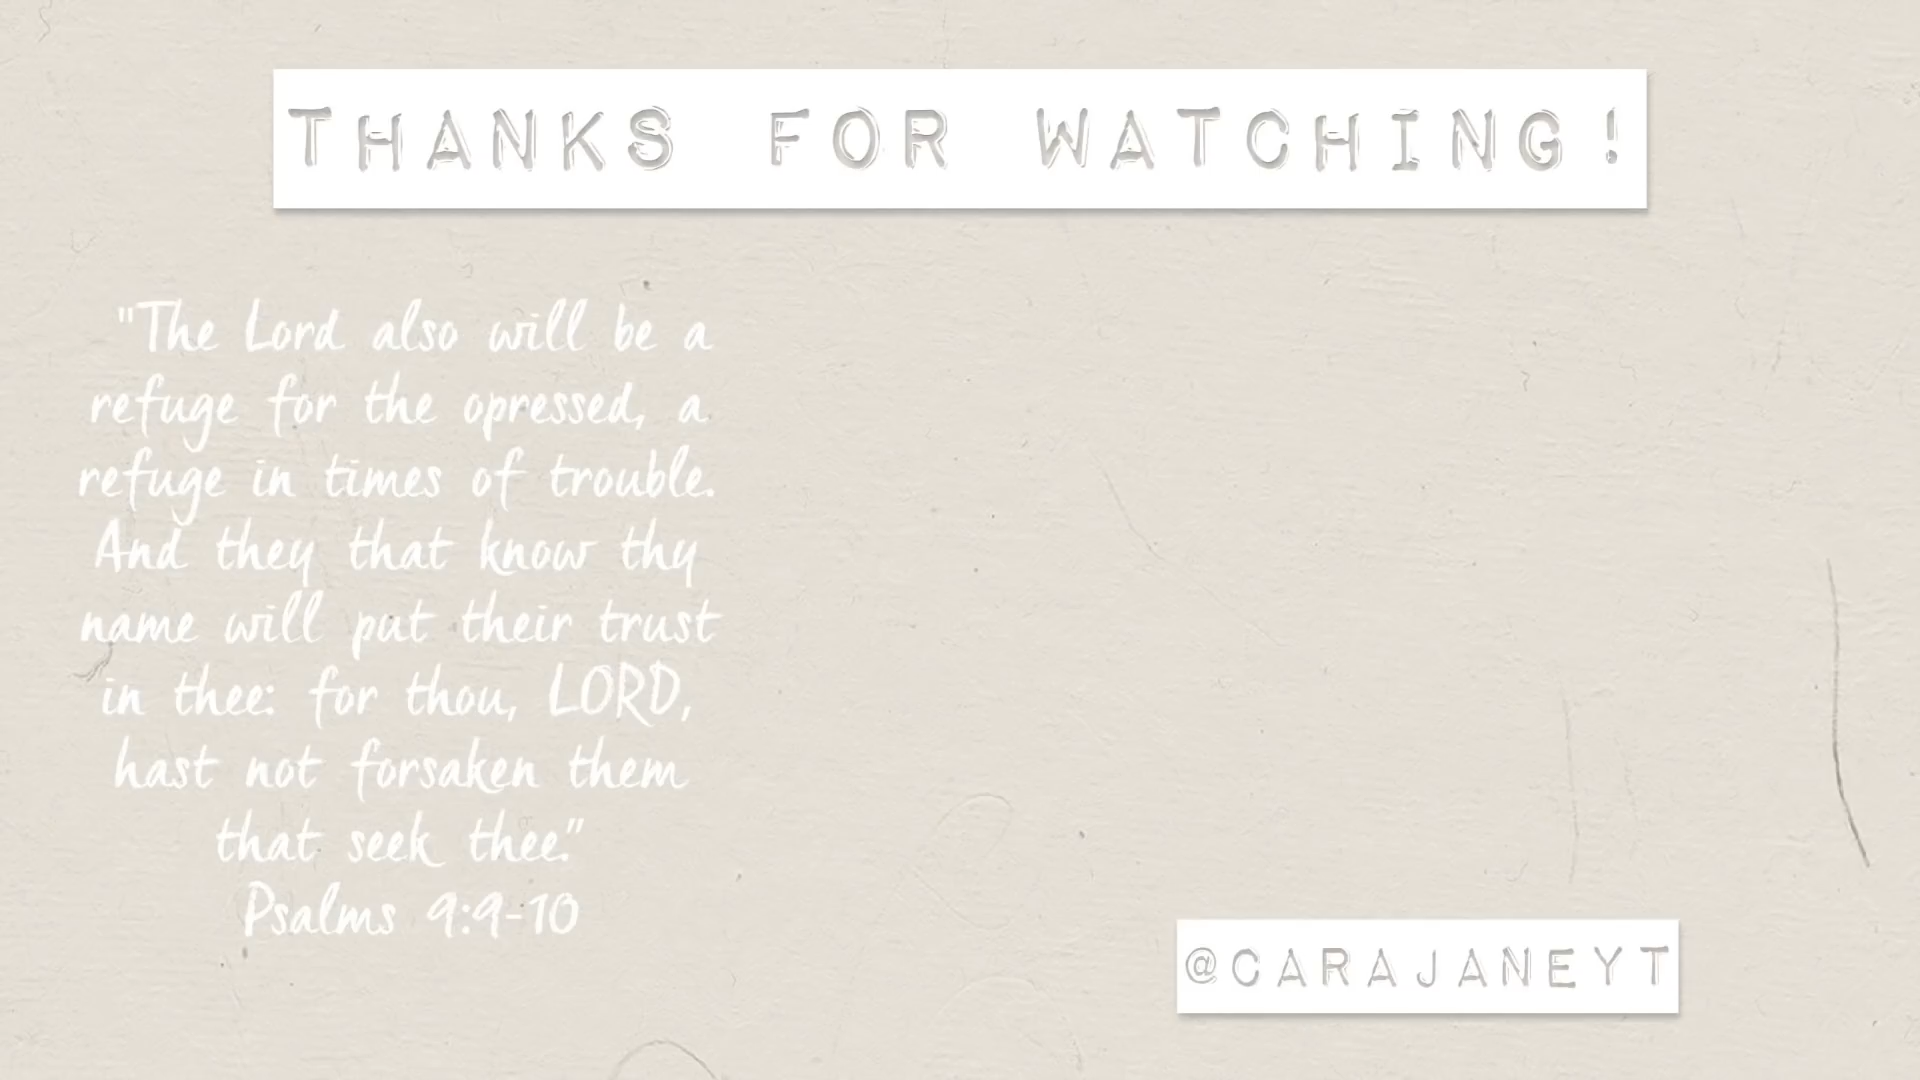 THANKS FOR WATCHING!
"The Lord also will be a
refuge for the opressed, a
refuge in times of trouble.
And they that know thy
name will put their trust
in thee: for thou, LORD,
hast not forsaken them
that seek thee."
Psalms 9:9-10
@CARAJANEYT